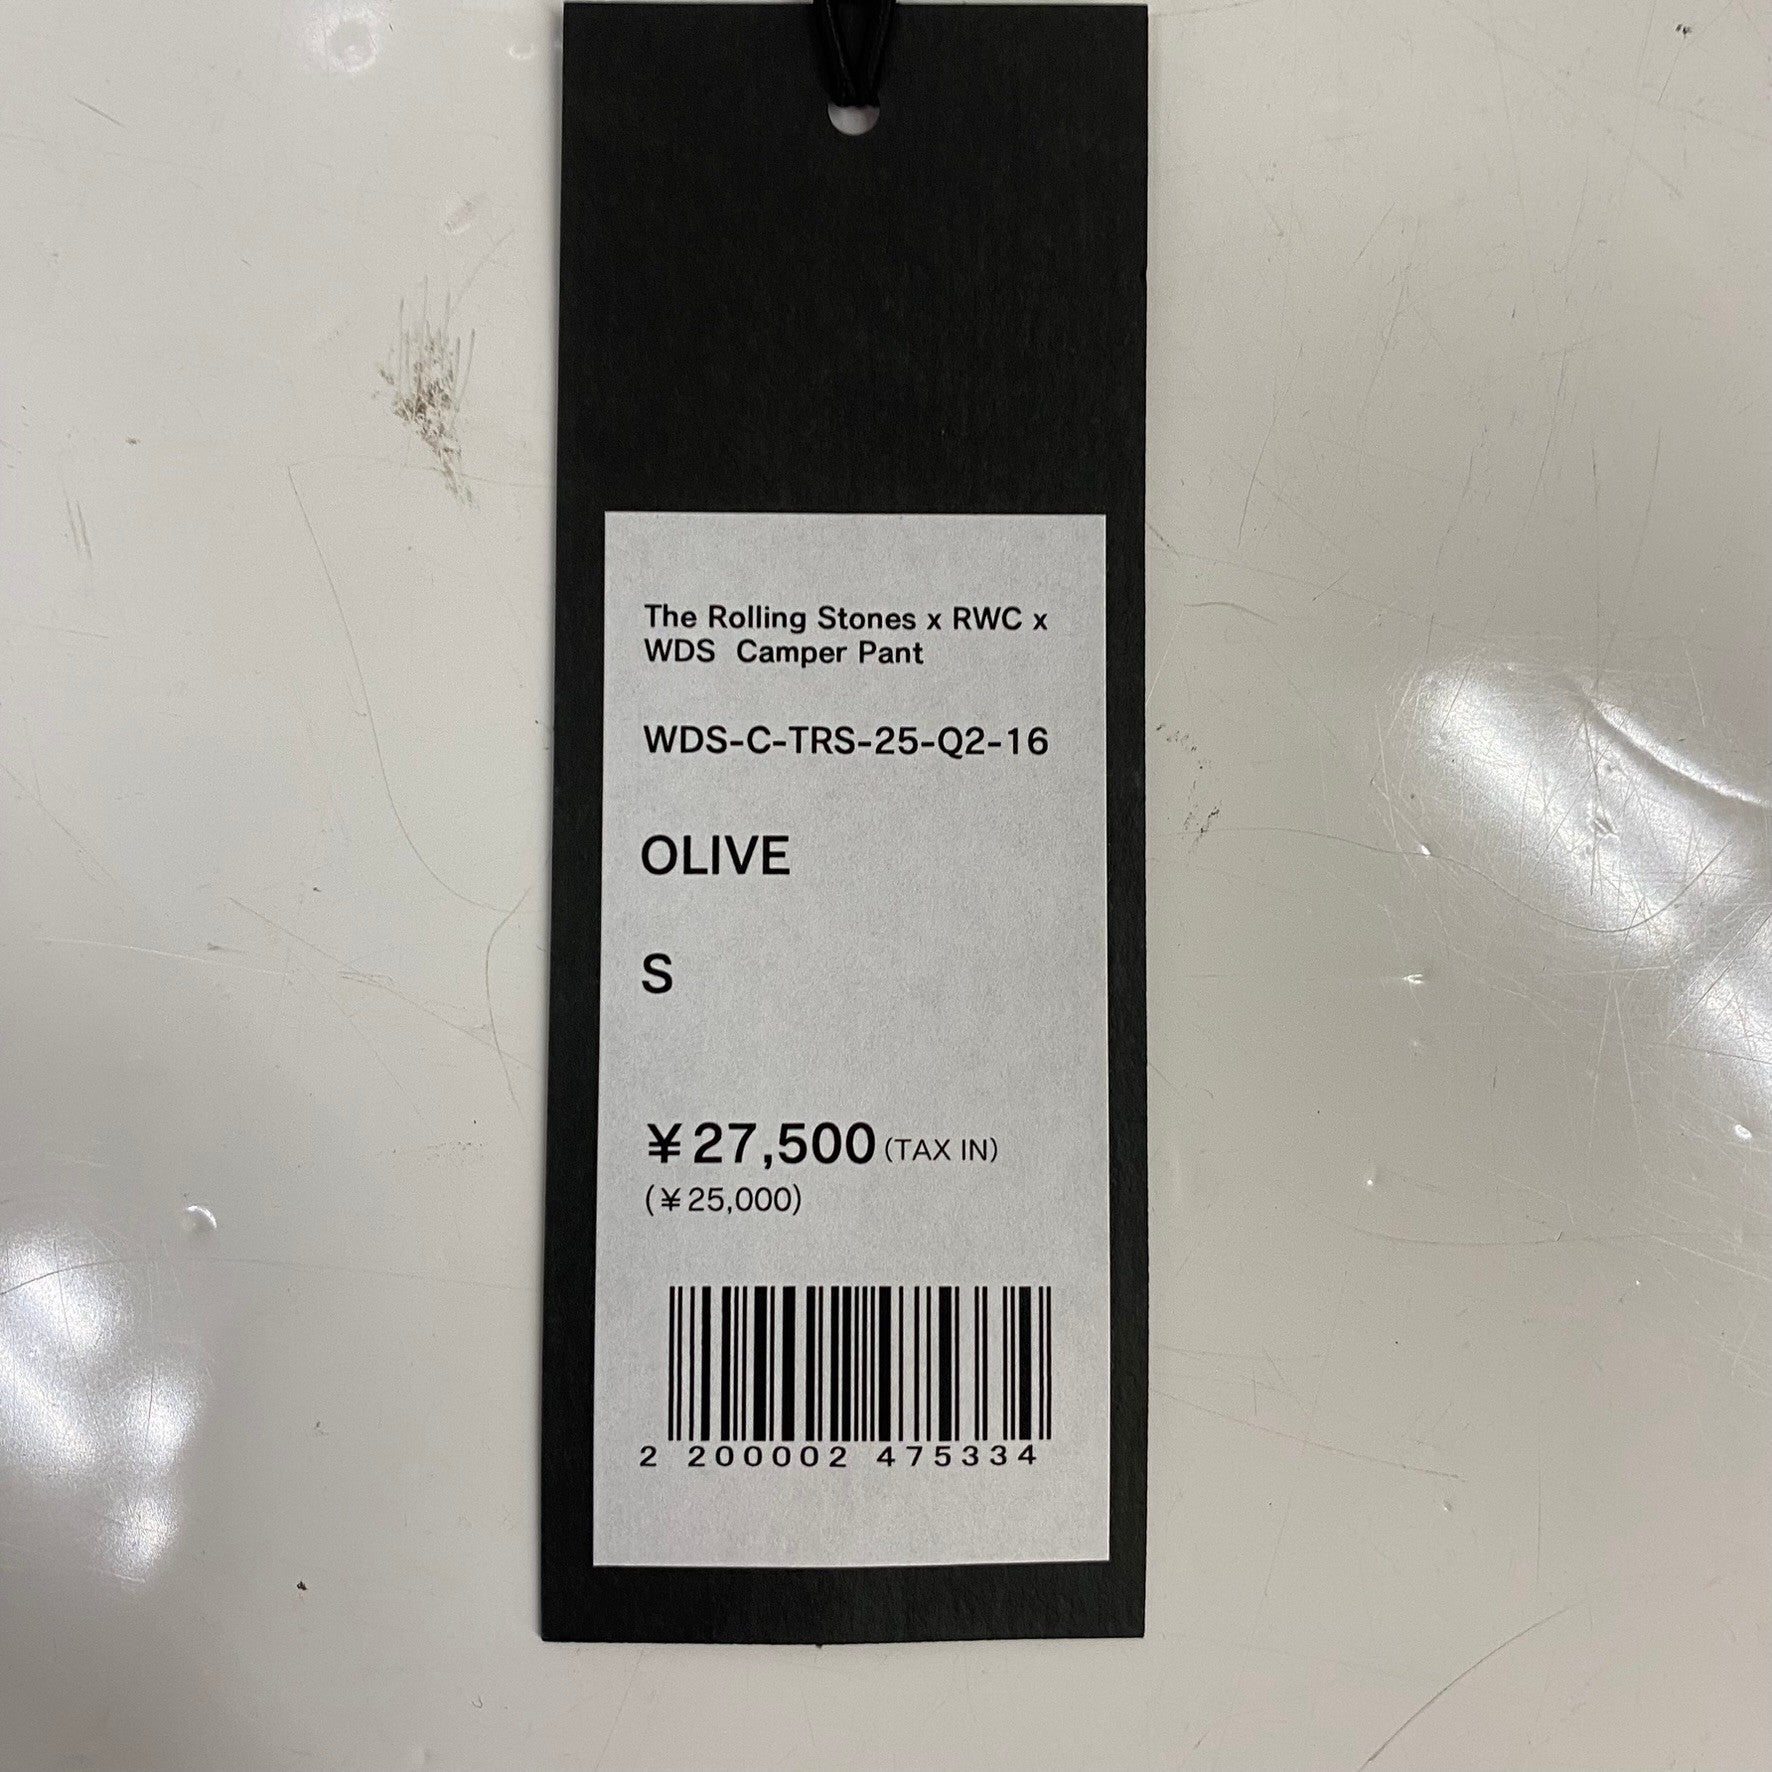 The Rolling Stones x RWC x
WDS  Camper Pant
WDS-C-TRS-25-Q2-16
OLIVE
S
¥27,500(TAX IN)
(¥25,000)
2 200002 475334